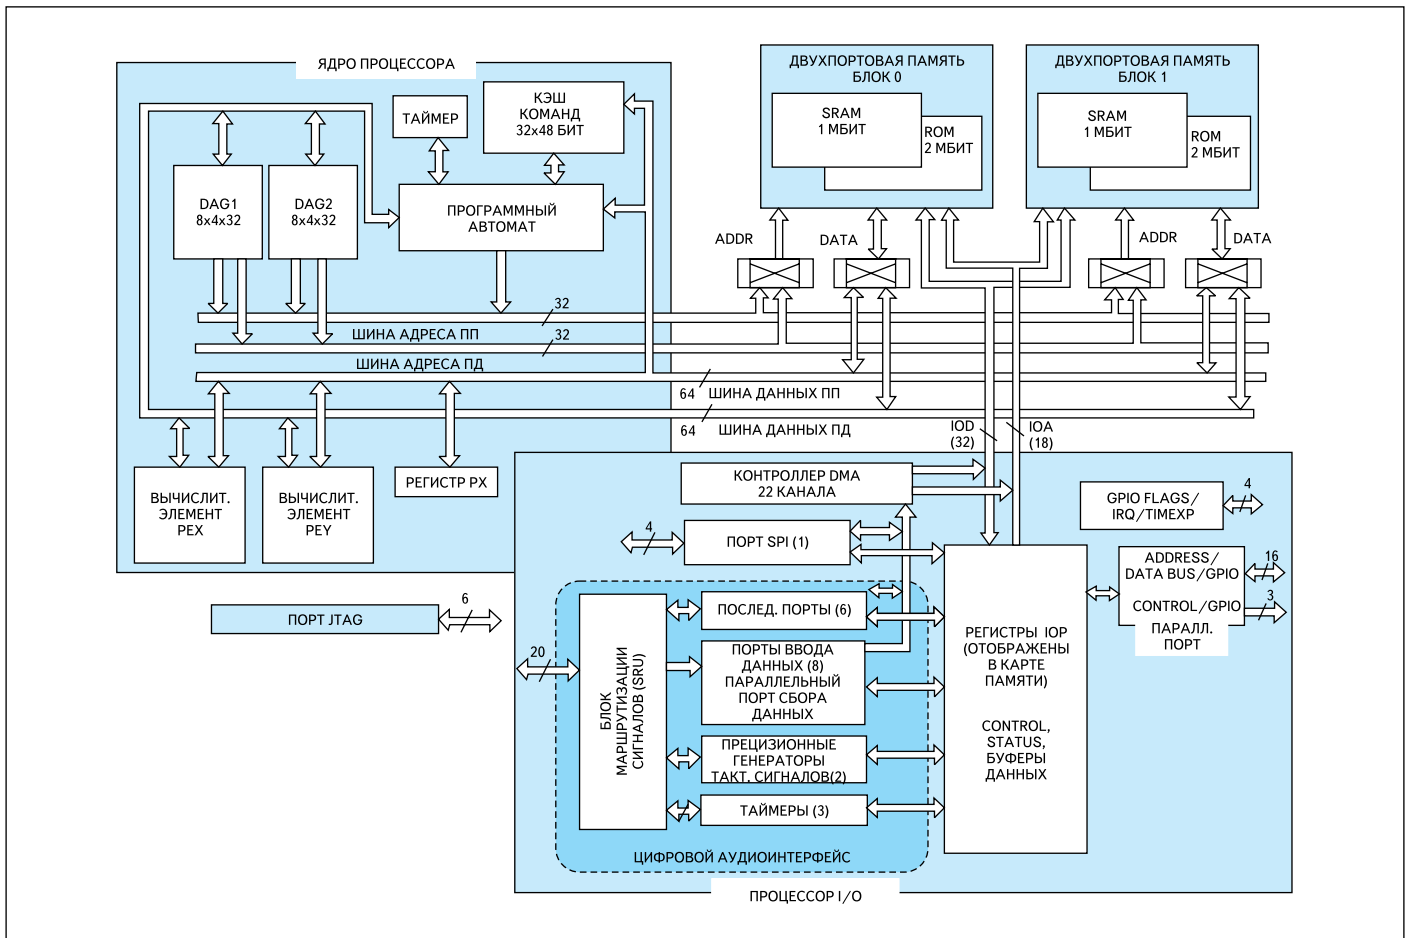 ЯДРО ПРОЦЕССОРА
ТАЙМЕР
КЭШ
КОМАНД
32x48 БИТ
DAG1
8x4x32
DAG2
8x4x32
ПРОГРАММНЫЙ
АВТОМАТ
ДВУХПОРТОВАЯ ПАМЯТЬ
БЛОК 0
SRAM
1 МБИТ
ROM
2 МБИТ
ДВУХПОРТОВАЯ ПАМЯТЬ
БЛОК 1
SRAM
1 МБИТ
ROM
2 МБИТ
ADDR
DATA
ADDR
DATA
32
ШИНА АДРЕСА ПП
32
ШИНА АДРЕСА ПД
64
ШИНА ДАННЫХ ПП
64
ШИНА ДАННЫХ ПД
IOD
(32)
IOA
(18)
ВЫЧИСЛИТ.
ЭЛЕМЕНТ
PEX
ВЫЧИСЛИТ.
ЭЛЕМЕНТ
PEY
РЕГИСТР PX
КОНТРОЛЛЕР DMA
22 КАНАЛА
GPIO FLAGS/
IRQ/TIMEXP
4
4
ПОРТ SPI (1)
ADDRESS/
DATA BUS/GPIO
16
CONTROL/GPIO
3
ПАРАЛЛ.
ПОРТ
ПОРТ JTAG
6
20
БЛОК
МАРШРУТИЗАЦИИ
СИГНАЛОВ (SRU)
ПОСЛЕД. ПОРТЫ (6)
ПОРТЫ ВВОДА
ДАННЫХ (8)
ПАРАЛЛЕЛЬНЫЙ
ПОРТ СБОРА
ДАННЫХ
ПРЕЦИЗИОННЫЕ
ГЕНЕРАТОРЫ
ТАКТ. СИГНАЛОВ(2)
ТАЙМЕРЫ (3)
РЕГИСТРЫ IOP
(ОТОБРАЖЕНЫ
В КАРТЕ
ПАМЯТИ)
CONTROL,
STATUS,
БУФЕРЫ
ДАННЫХ
ЦИФРОВОЙ АУДИОИНТЕРФЕЙС
ПРОЦЕССОР I/O